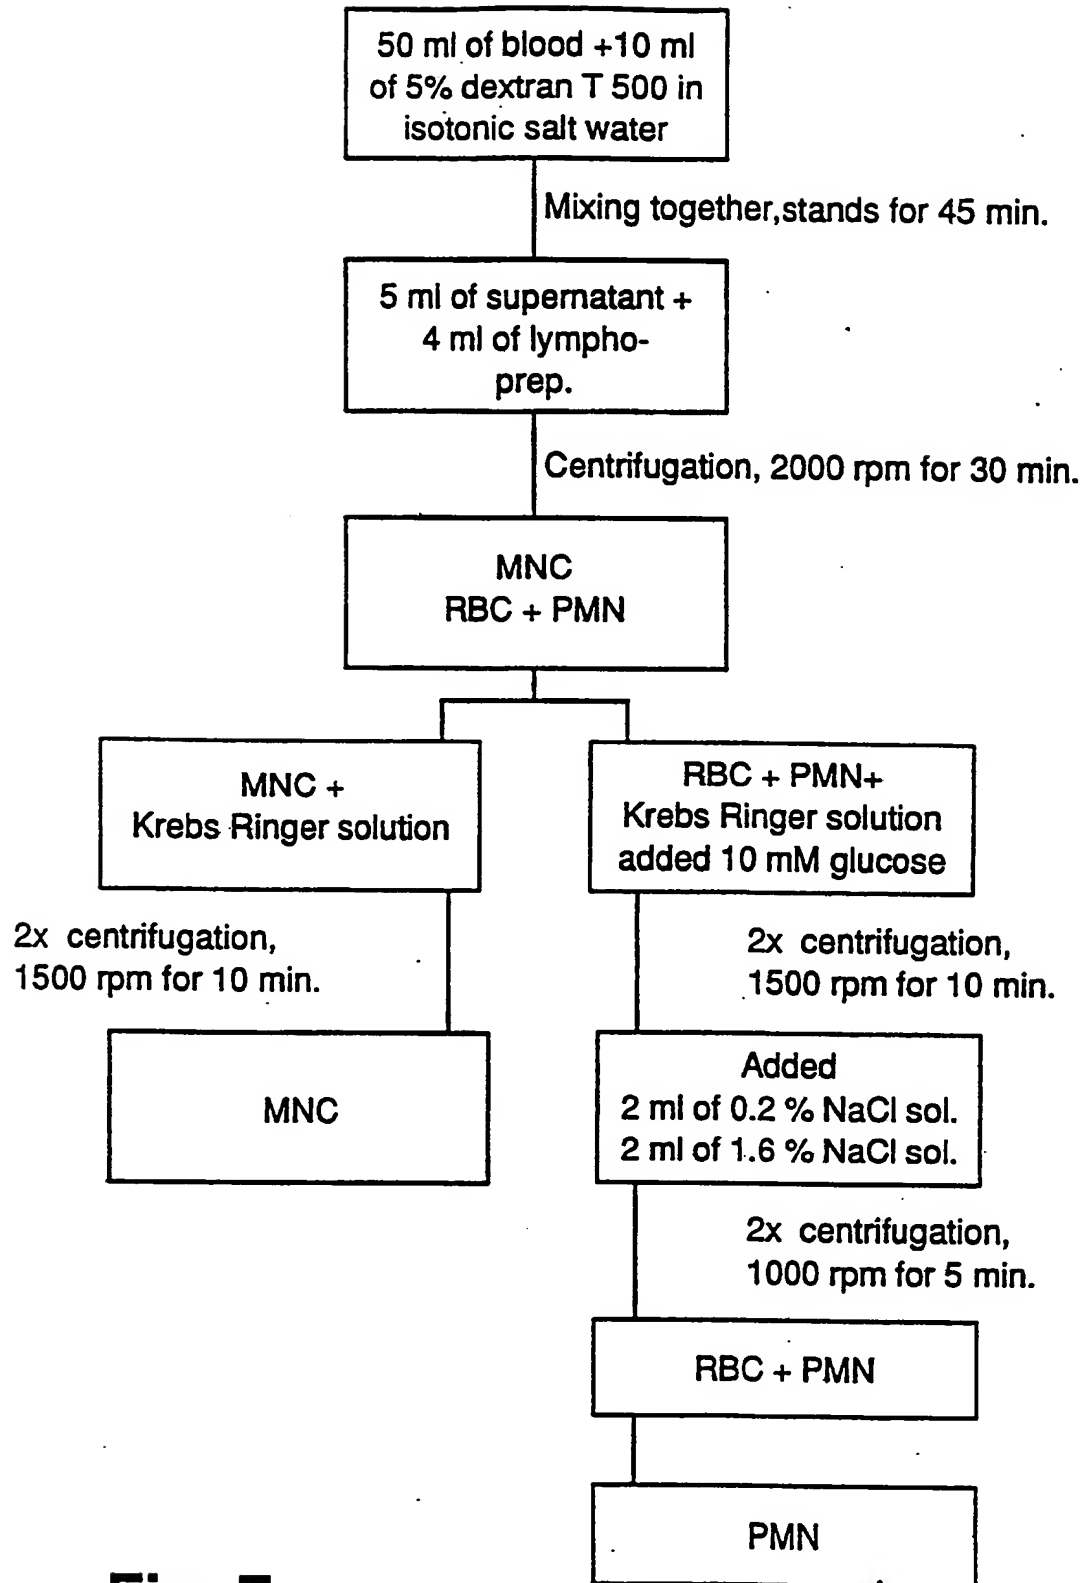 50 ml of blood +10 ml
of 5% dextran T 500 in
isotonic salt water
Mixing together,stands for 45 min.
5 ml of supernatant +
4 ml of lympho-
prep.
Centrifugation, 2000 rpm for 30 min.
MNC
RBC + PMN
MNC +
Krebs Ringer solution
RBC + PMN+
Krebs Ringer solution
added 10 mM glucose
2x centrifugation,
1500 rpm for 10 min.
2x centrifugation,
1500 rpm for 10 min.
MNC
Added
2 ml of 0.2 % NaCl sol.
2 ml of 1.6 % NaCl sol.
2x centrifugation,
1000 rpm for 5 min.
RBC + PMN
PMN